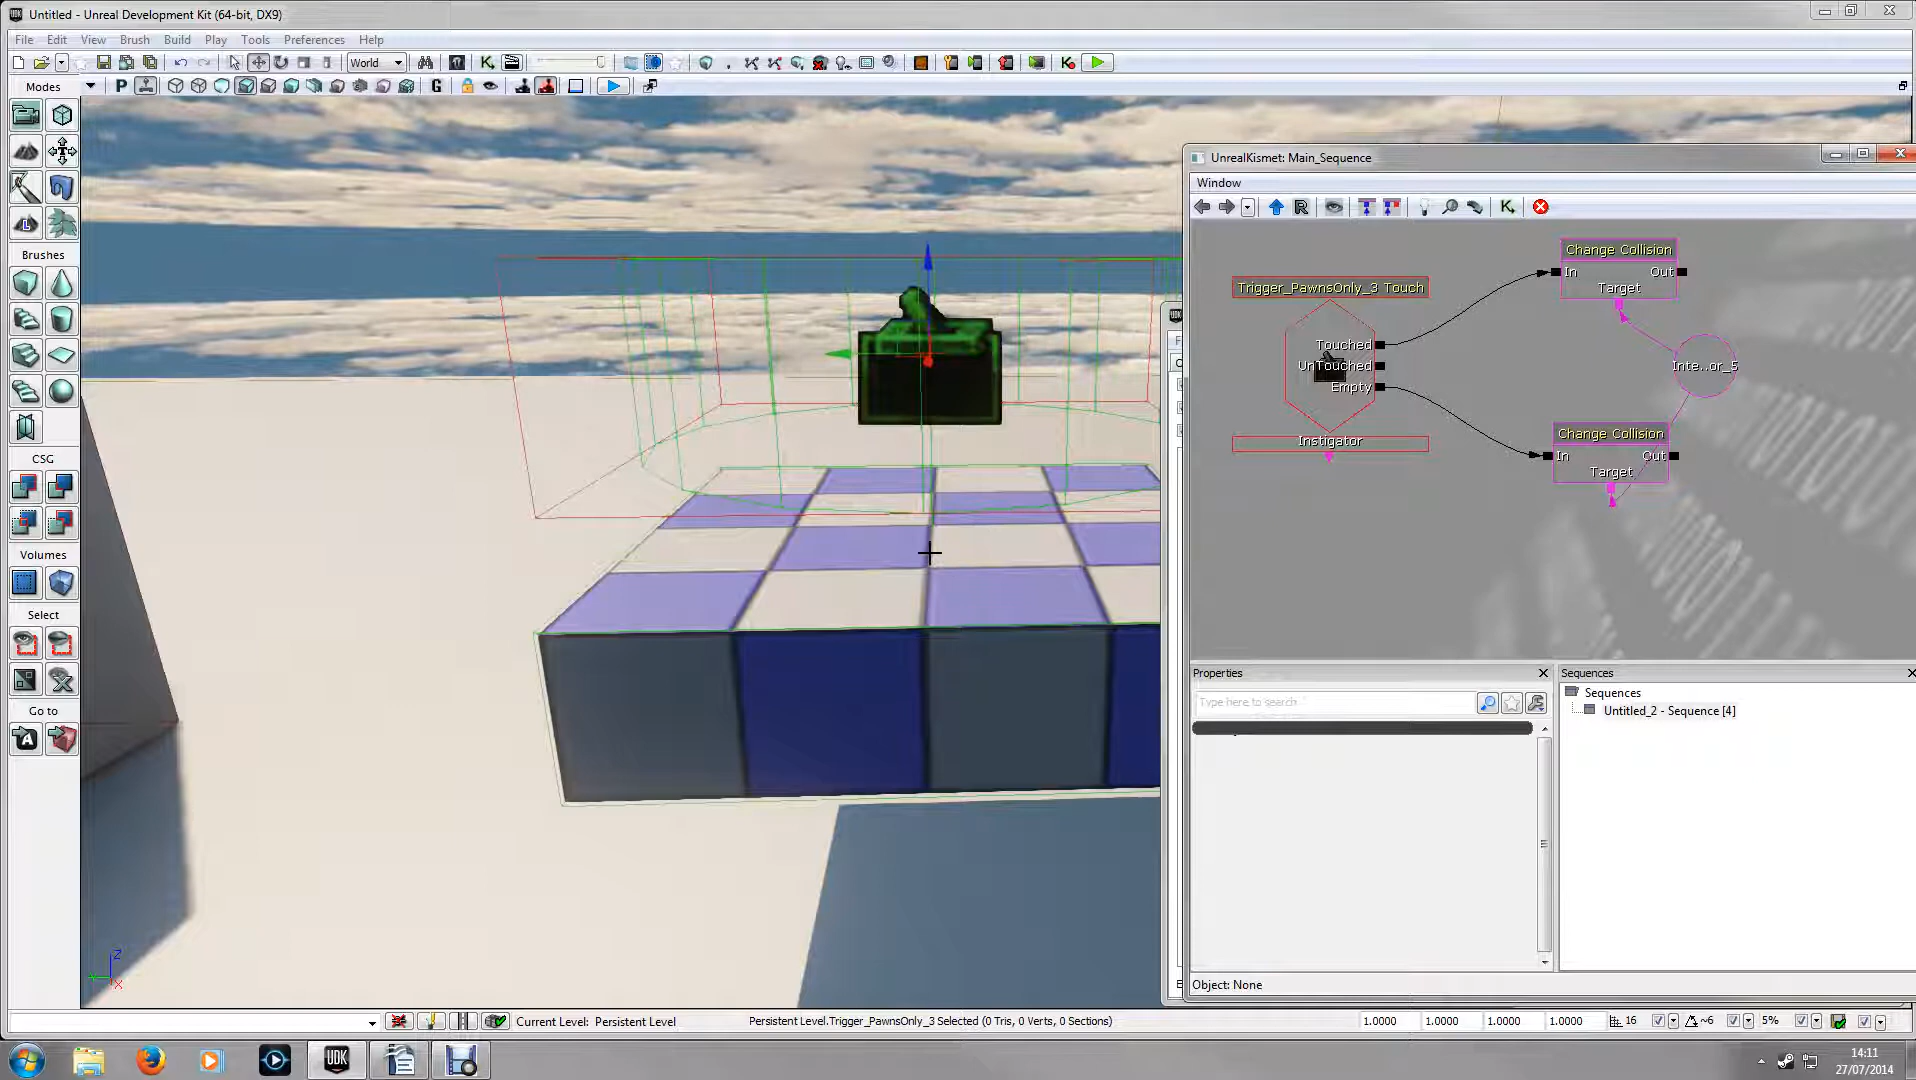 Untitled - Unreal Development Kit (64-bit, DX9)
File Edit View Brush Build Play Tools Preferences Help
World
Modes
P
G
Brushes
CSG
Volumes
Select
Go to
UnrealKismet: Main_Sequence
Window
R
Change Collision
In Out
Target
Trigger_PawnsOnly_3 Touch
Touched
UnTouched
Empty
Instigator
Inte..or_5
Change Collision
In Out
Target
Properties
Type here to search
Sequences
Sequences
Untitled_2 - Sequence [4]
Object: None
Z
X
Current Level: Persistent Level
Persistent Level.Trigger_PawnsOnly_3 Selected (0 Tris, 0 Verts, 0 Sections)
1.0000 1.0000 1.0000 1.0000
16
~6
5%
UDK
14:11
27/07/2014